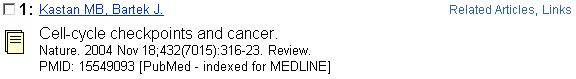 1: Kastan MB, Bartek J. Related Articles, Links
Cell-cycle checkpoints and cancer.
Nature. 2004 Nov 18;432(7015):316-23. Review.
PMID: 15549093 [PubMed - indexed for MEDLINE]